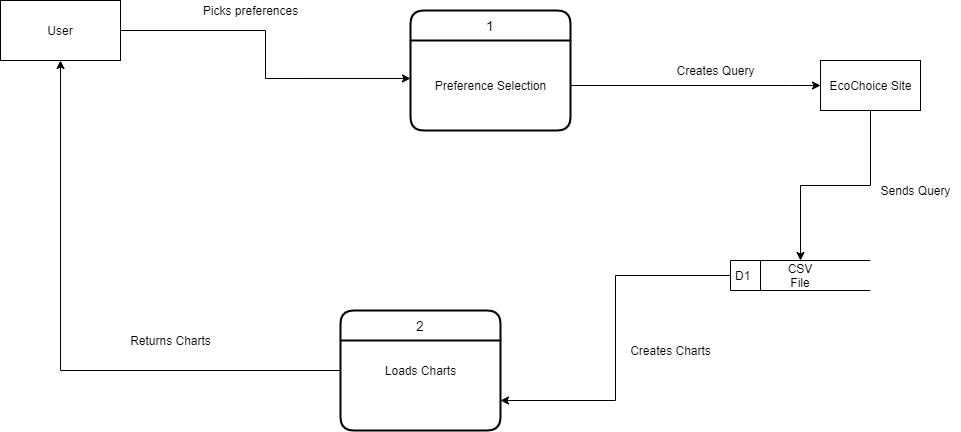 Picks preferences
User
1
Preference Selection
Creates Query
EcoChoice Site
Sends Query
D1
CSV
File
2
Loads Charts
Returns Charts
Creates Charts